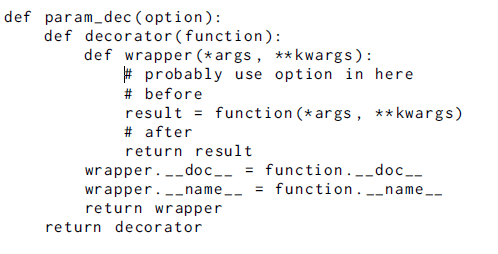 def param_dec(option):
    def decorator(function):
        def wrapper(*args, **kwargs):
            # probably use option in here
            # before
            result = function(*args, **kwargs)
            # after
            return result
        wrapper.__doc__ = function.__doc__
        wrapper.__name__ = function.__name__
        return wrapper
    return decorator